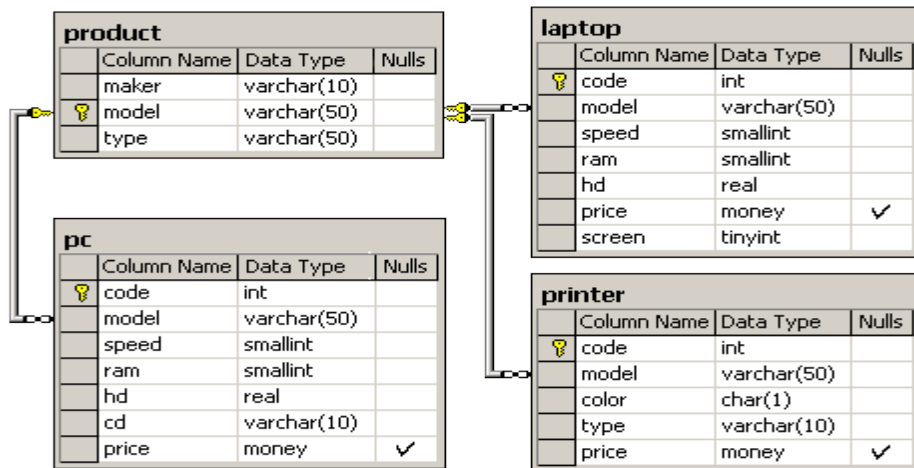 product
Column Name Data Type Nulls
maker varchar(10)
model varchar(50)
type varchar(50)
laptop
Column Name Data Type Nulls
code int
model varchar(50)
speed smallint
ram smallint
hd real
price money ✓
screen tinyint
pc
Column Name Data Type Nulls
code int
model varchar(50)
speed smallint
ram smallint
hd real
cd varchar(10)
price money ✓
printer
Column Name Data Type Nulls
code int
model varchar(50)
color char(1)
type varchar(10)
price money ✓